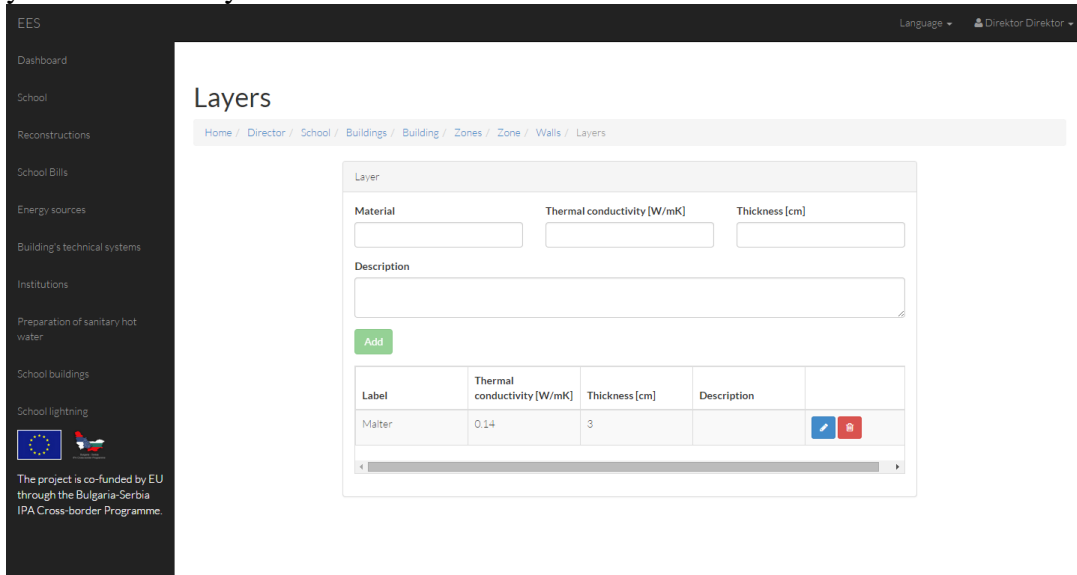 EES
Language
Direktor Direktor
Dashboard
School
Reconstructions
School Bills
Energy sources
Building's technical systems
Institutions
Preparation of sanitary hot
water
School buildings
School lightning
The project is co-funded by EU
through the Bulgaria-Serbia
IPA Cross-border Programme.
Layers
Home / Director / School / Buildings / Building / Zones / Zone / Walls / Layers
Layer
Material Thermal conductivity [W/mK] Thickness [cm]
Description
Add
Label Thermal conductivity [W/mK] Thickness [cm] Description
Malter 0.14 3